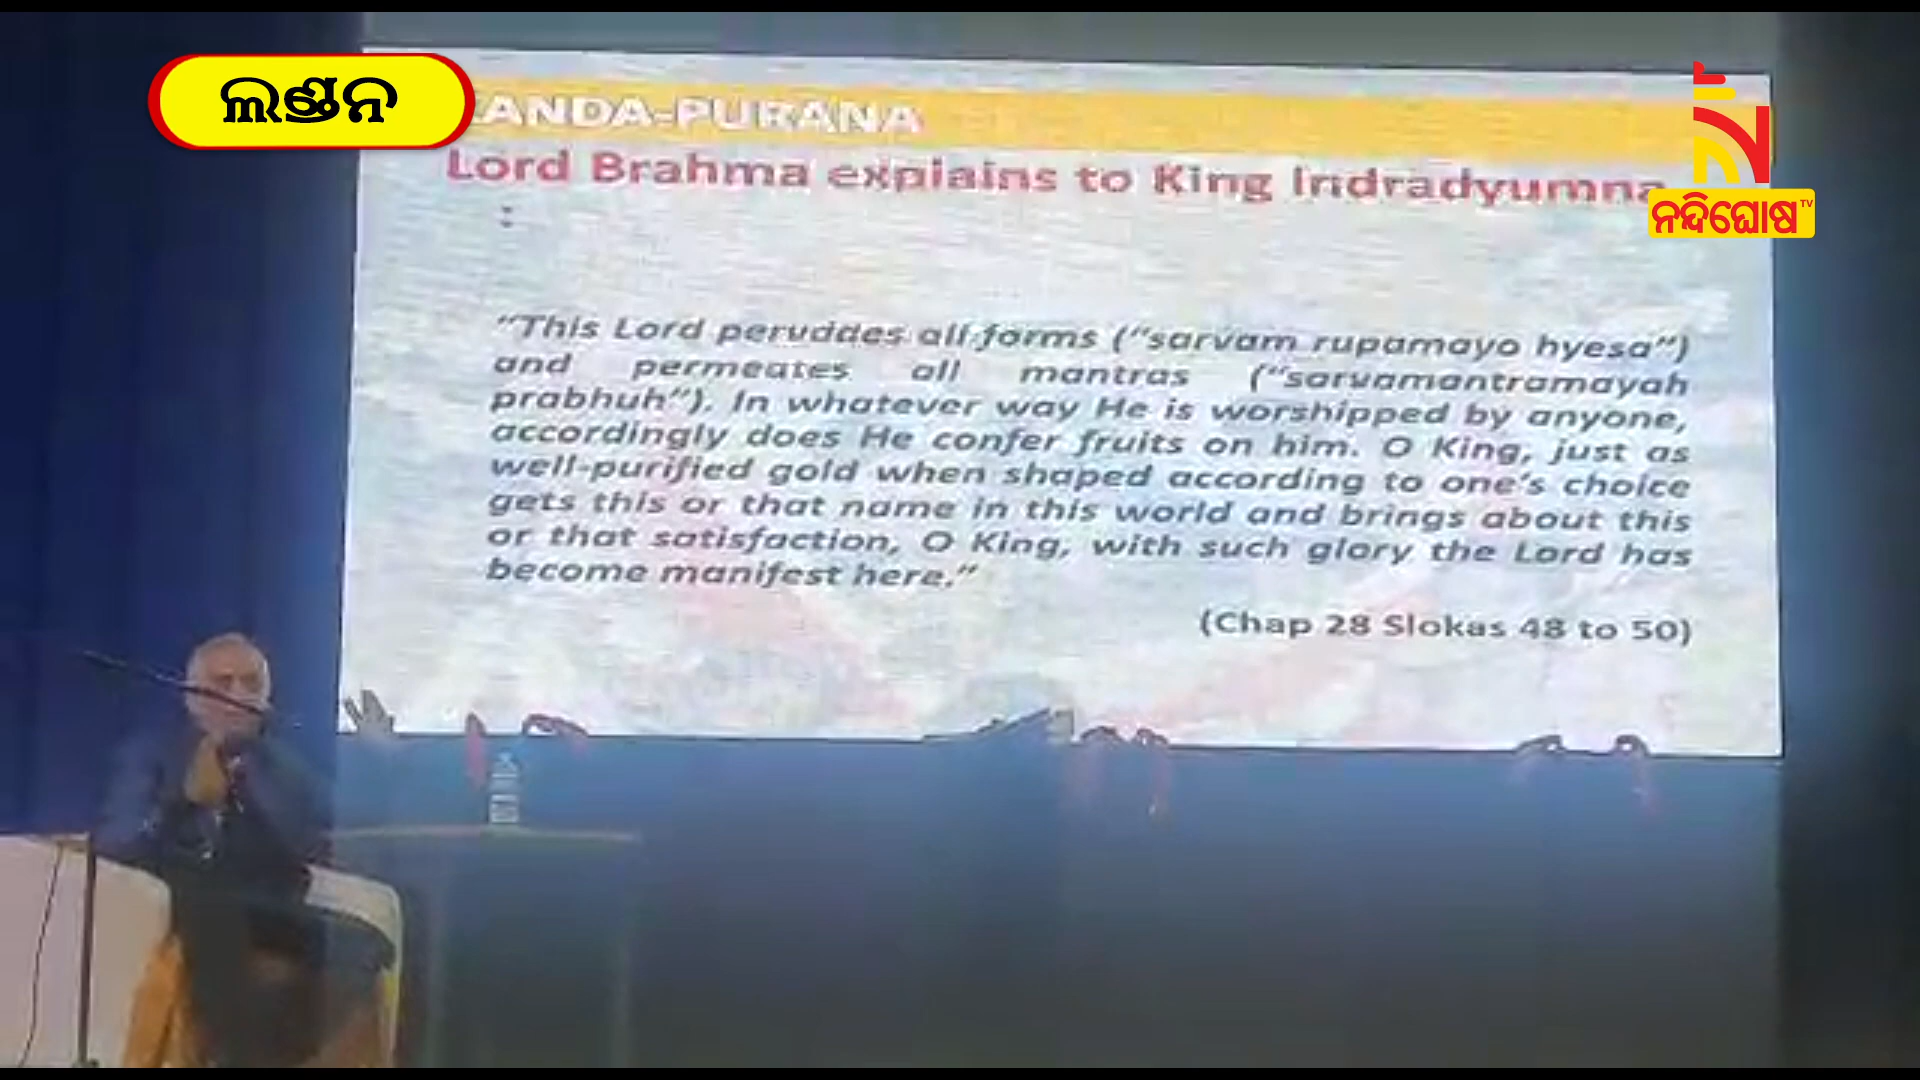 ଲଣ୍ଡନ
ANDA-PURANA
Lord Brahma explains to King Indradyumna
:
ନନ୍ଦିଘୋଷ TV
"This Lord pervades all forms ("sarvam rupamayo hyesa")
and permeates all mantras ("sarvamantramayah
prabhuh"). In whatever way He is worshipped by anyone,
accordingly does He confer fruits on him. O King, just as
well-purified gold when shaped according to one's choice
gets this or that name in this world and brings about this
or that satisfaction, O King, with such glory the Lord has
become manifest here."
(Chap 28 Slokas 48 to 50)